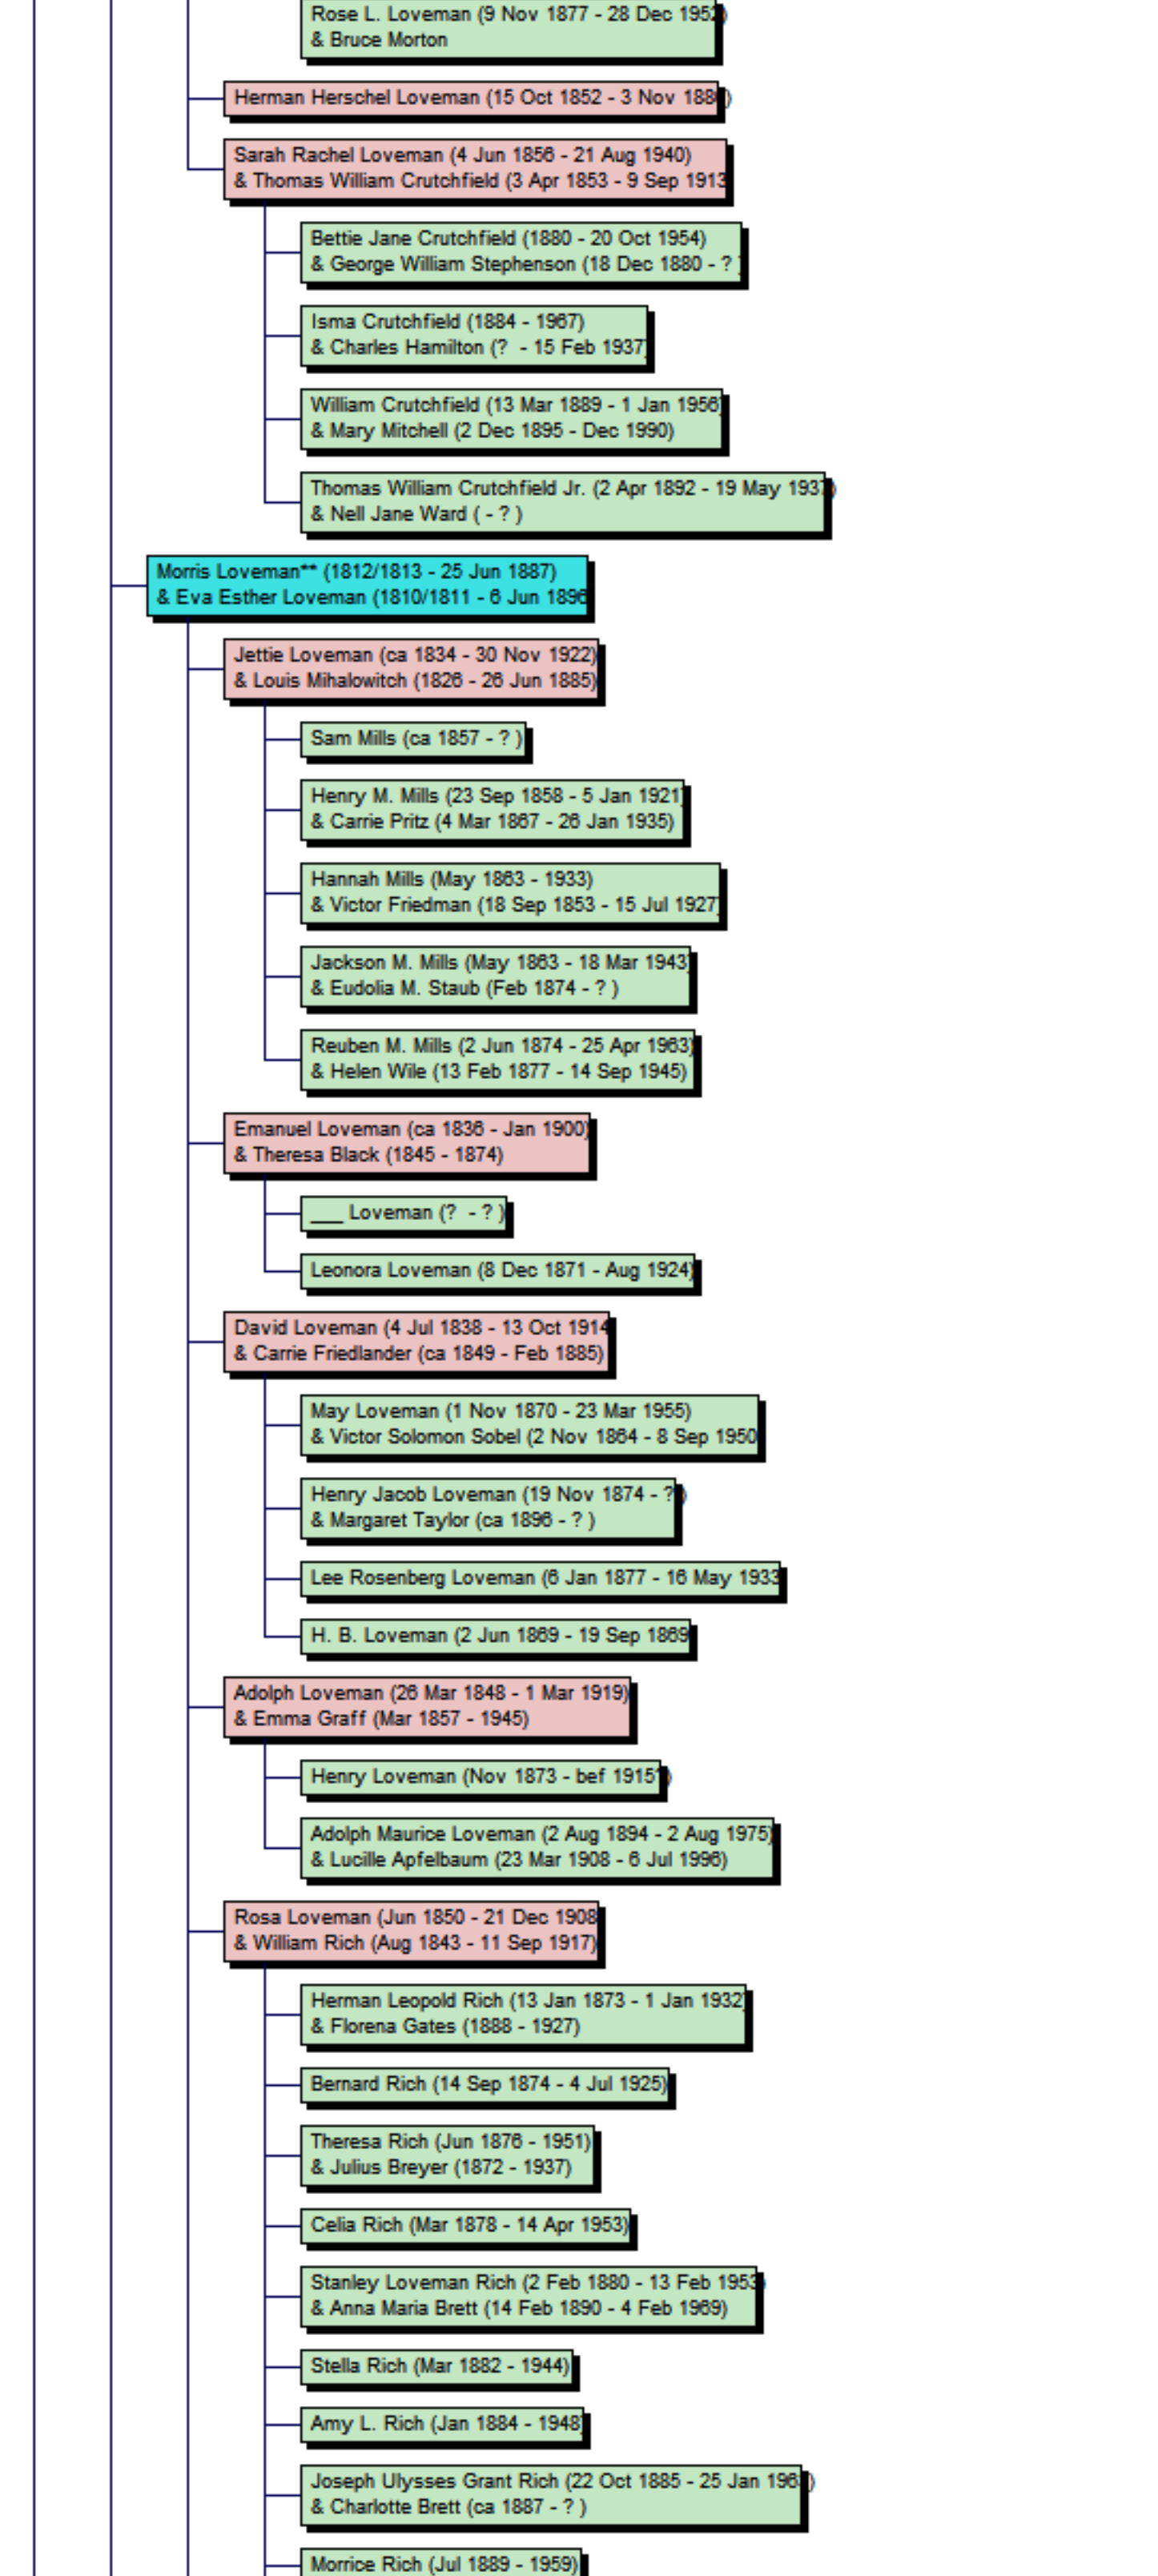 Rose L. Loveman (9 Nov 1877 - 28 Dec 1952)
& Bruce Morton
Herman Herschel Loveman (15 Oct 1852 - 3 Nov
Sarah Rachel Loveman (4 Jun 1856 - 21 Aug 1940)
& Thomas William Crutchfield (3 Apr 1853 - 9 Sep 1913
Bettie Jane Crutchfield (1880 - 20 Oct 1954)
& George William Stephenson (18 Dec 1880 - ? )
Isma Crutchfield (1884 - 1967)
& Charles Hamilton (? - 15 Feb 1937)
William Crutchfield (13 Mar 1889 - 1 Jan 1956)
& Mary Mitchell (2 Dec 1895 - Dec 1990)
Thomas William Crutchfield Jr. (2 Apr 1892 - 19 May 1937)
& Nell Jane Ward ( - ? )
Morris Loveman** (1812/1813 - 25 Jun 1887)
& Eva Esther Loveman (1810/1811 - 6 Jun 1896
Jettie Loveman (ca 1834 - 30 Nov 1922)
& Louis Mihalowitch (1826 - 26 Jun 1885)
Sam Mills (ca 1857 - ? )
Henry M. Mills (23 Sep 1858 - 5 Jan 1921)
& Carrie Pritz (4 Mar 1867 - 26 Jan 1935)
Hannah Mills (May 1863 - 1933)
& Victor Friedman (18 Sep 1853 - 15 Jul 1927)
Jackson M. Mills (May 1863 - 18 Mar 1943)
& Eudolia M. Staub (Feb 1874 - ? )
Reuben M. Mills (2 Jun 1874 - 25 Apr 1963)
& Helen Wile (13 Feb 1877 - 14 Sep 1945)
Emanuel Loveman (ca 1836 - Jan 1900)
& Theresa Black (1845 - 1874)
___ Loveman (? - ? )
Leonora Loveman (8 Dec 1871 - Aug 1924)
David Loveman (4 Jul 1838 - 13 Oct 1914
& Carrie Friedlander (ca 1849 - Feb 1885)
May Loveman (1 Nov 1870 - 23 Mar 1955)
& Victor Solomon Sobel (2 Nov 1864 - 8 Sep 1950
Henry Jacob Loveman (19 Nov 1874 - ? )
& Margaret Taylor (ca 1896 - ? )
Lee Rosenberg Loveman (6 Jan 1877 - 16 May 1933
H. B. Loveman (2 Jun 1869 - 19 Sep 1869
Adolph Loveman (26 Mar 1848 - 1 Mar 1919)
& Emma Graff (Mar 1857 - 1945)
Henry Loveman (Nov 1873 - bef 1915?)
Adolph Maurice Loveman (2 Aug 1894 - 2 Aug 1975)
& Lucille Apfelbaum (23 Mar 1908 - 6 Jul 1996)
Rosa Loveman (Jun 1850 - 21 Dec 1908
& William Rich (Aug 1843 - 11 Sep 1917)
Herman Leopold Rich (13 Jan 1873 - 1 Jan 1932)
& Florena Gates (1888 - 1927)
Bernard Rich (14 Sep 1874 - 4 Jul 1925)
Theresa Rich (Jun 1876 - 1951)
& Julius Breyer (1872 - 1937)
Celia Rich (Mar 1878 - 14 Apr 1953)
Stanley Loveman Rich (2 Feb 1880 - 13 Feb 1953)
& Anna Maria Brett (14 Feb 1890 - 4 Feb 1969)
Stella Rich (Mar 1882 - 1944)
Amy L. Rich (Jan 1884 - 1948)
Joseph Ulysses Grant Rich (22 Oct 1885 - 25 Jan
& Charlotte Brett (ca 1887 - ? )
Morrice Rich (Jul 1889 - 1959)